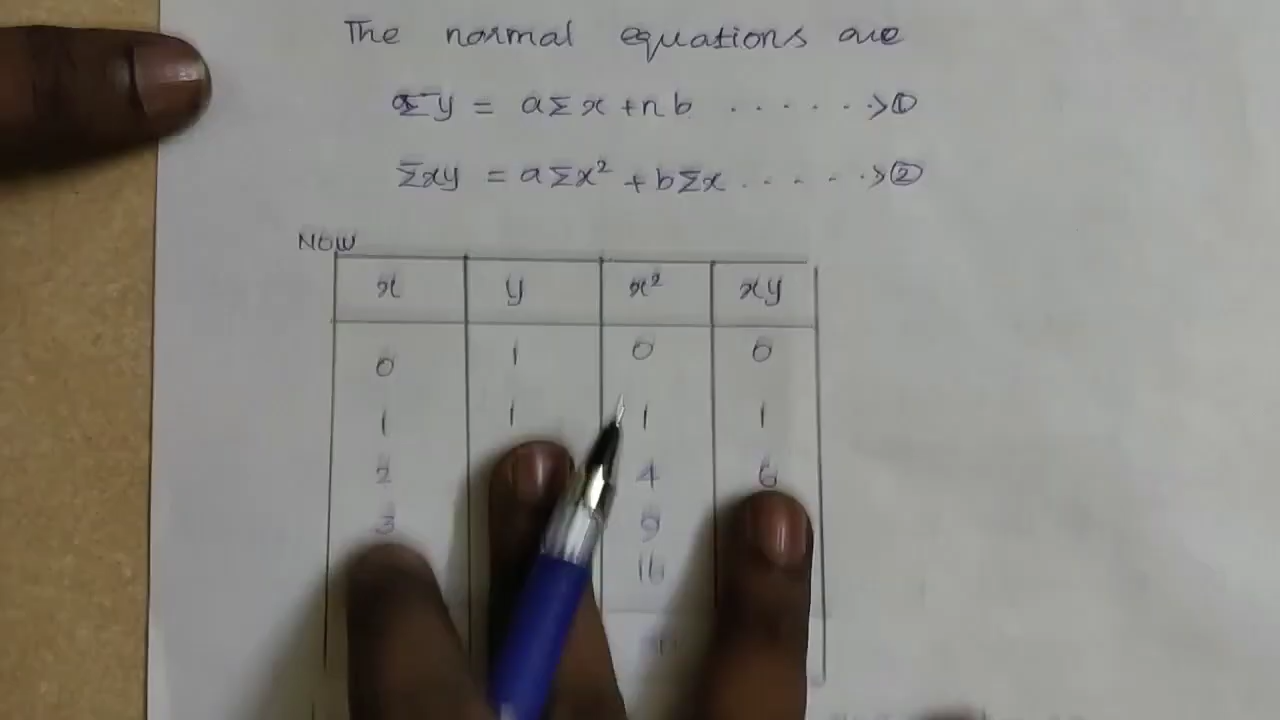 The normal equations are
Σy = aΣx + nb ......>①
Σxy = aΣx² + bΣx .....>②
Now
x y x² xy
0 1 0 0
1 1 1 1
2 4 6
3 9
16